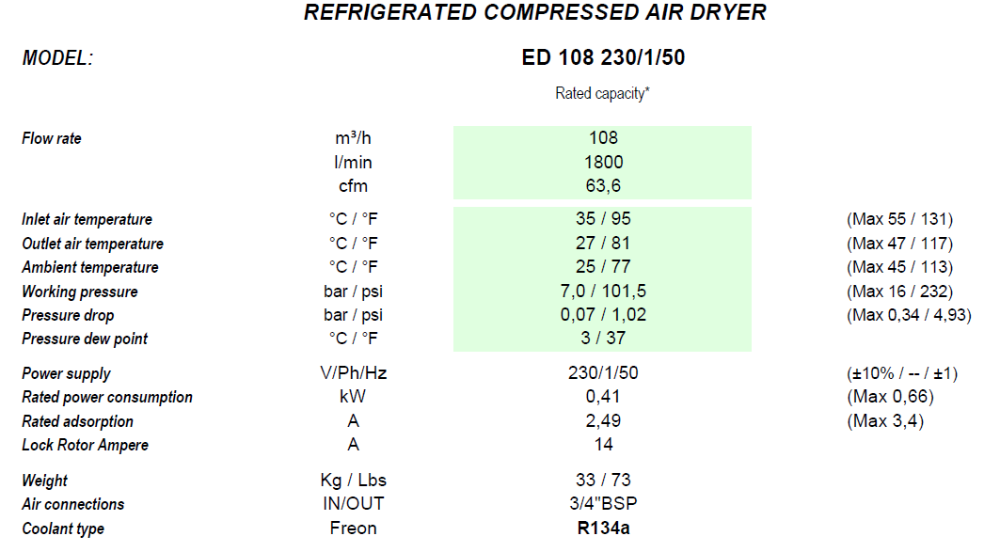 REFRIGERATED COMPRESSED AIR DRYER
MODEL: ED 108 230/1/50
Rated capacity*
Flow rate m³/h 108
l/min 1800
cfm 63,6
Inlet air temperature °C / °F 35 / 95 (Max 55 / 131)
Outlet air temperature °C / °F 27 / 81 (Max 47 / 117)
Ambient temperature °C / °F 25 / 77 (Max 45 / 113)
Working pressure bar / psi 7,0 / 101,5 (Max 16 / 232)
Pressure drop bar / psi 0,07 / 1,02 (Max 0,34 / 4,93)
Pressure dew point °C / °F 3 / 37
Power supply V/Ph/Hz 230/1/50 (±10% / -- / ±1)
Rated power consumption kW 0,41 (Max 0,66)
Rated adsorption A 2,49 (Max 3,4)
Lock Rotor Ampere A 14
Weight Kg / Lbs 33 / 73
Air connections IN/OUT 3/4"BSP
Coolant type Freon R134a